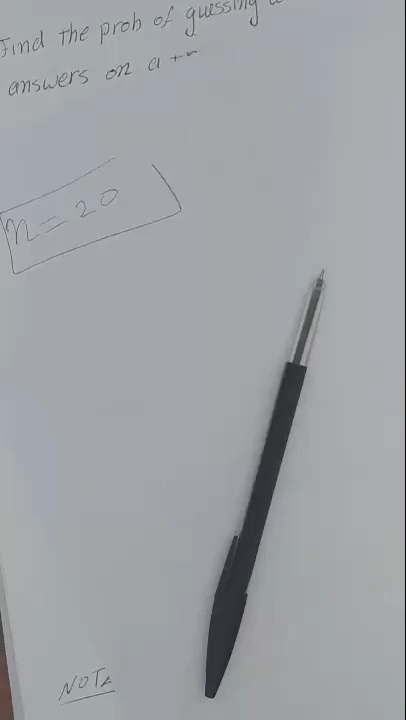 Find the prob of guessing
answers on a
n = 20
NOTA